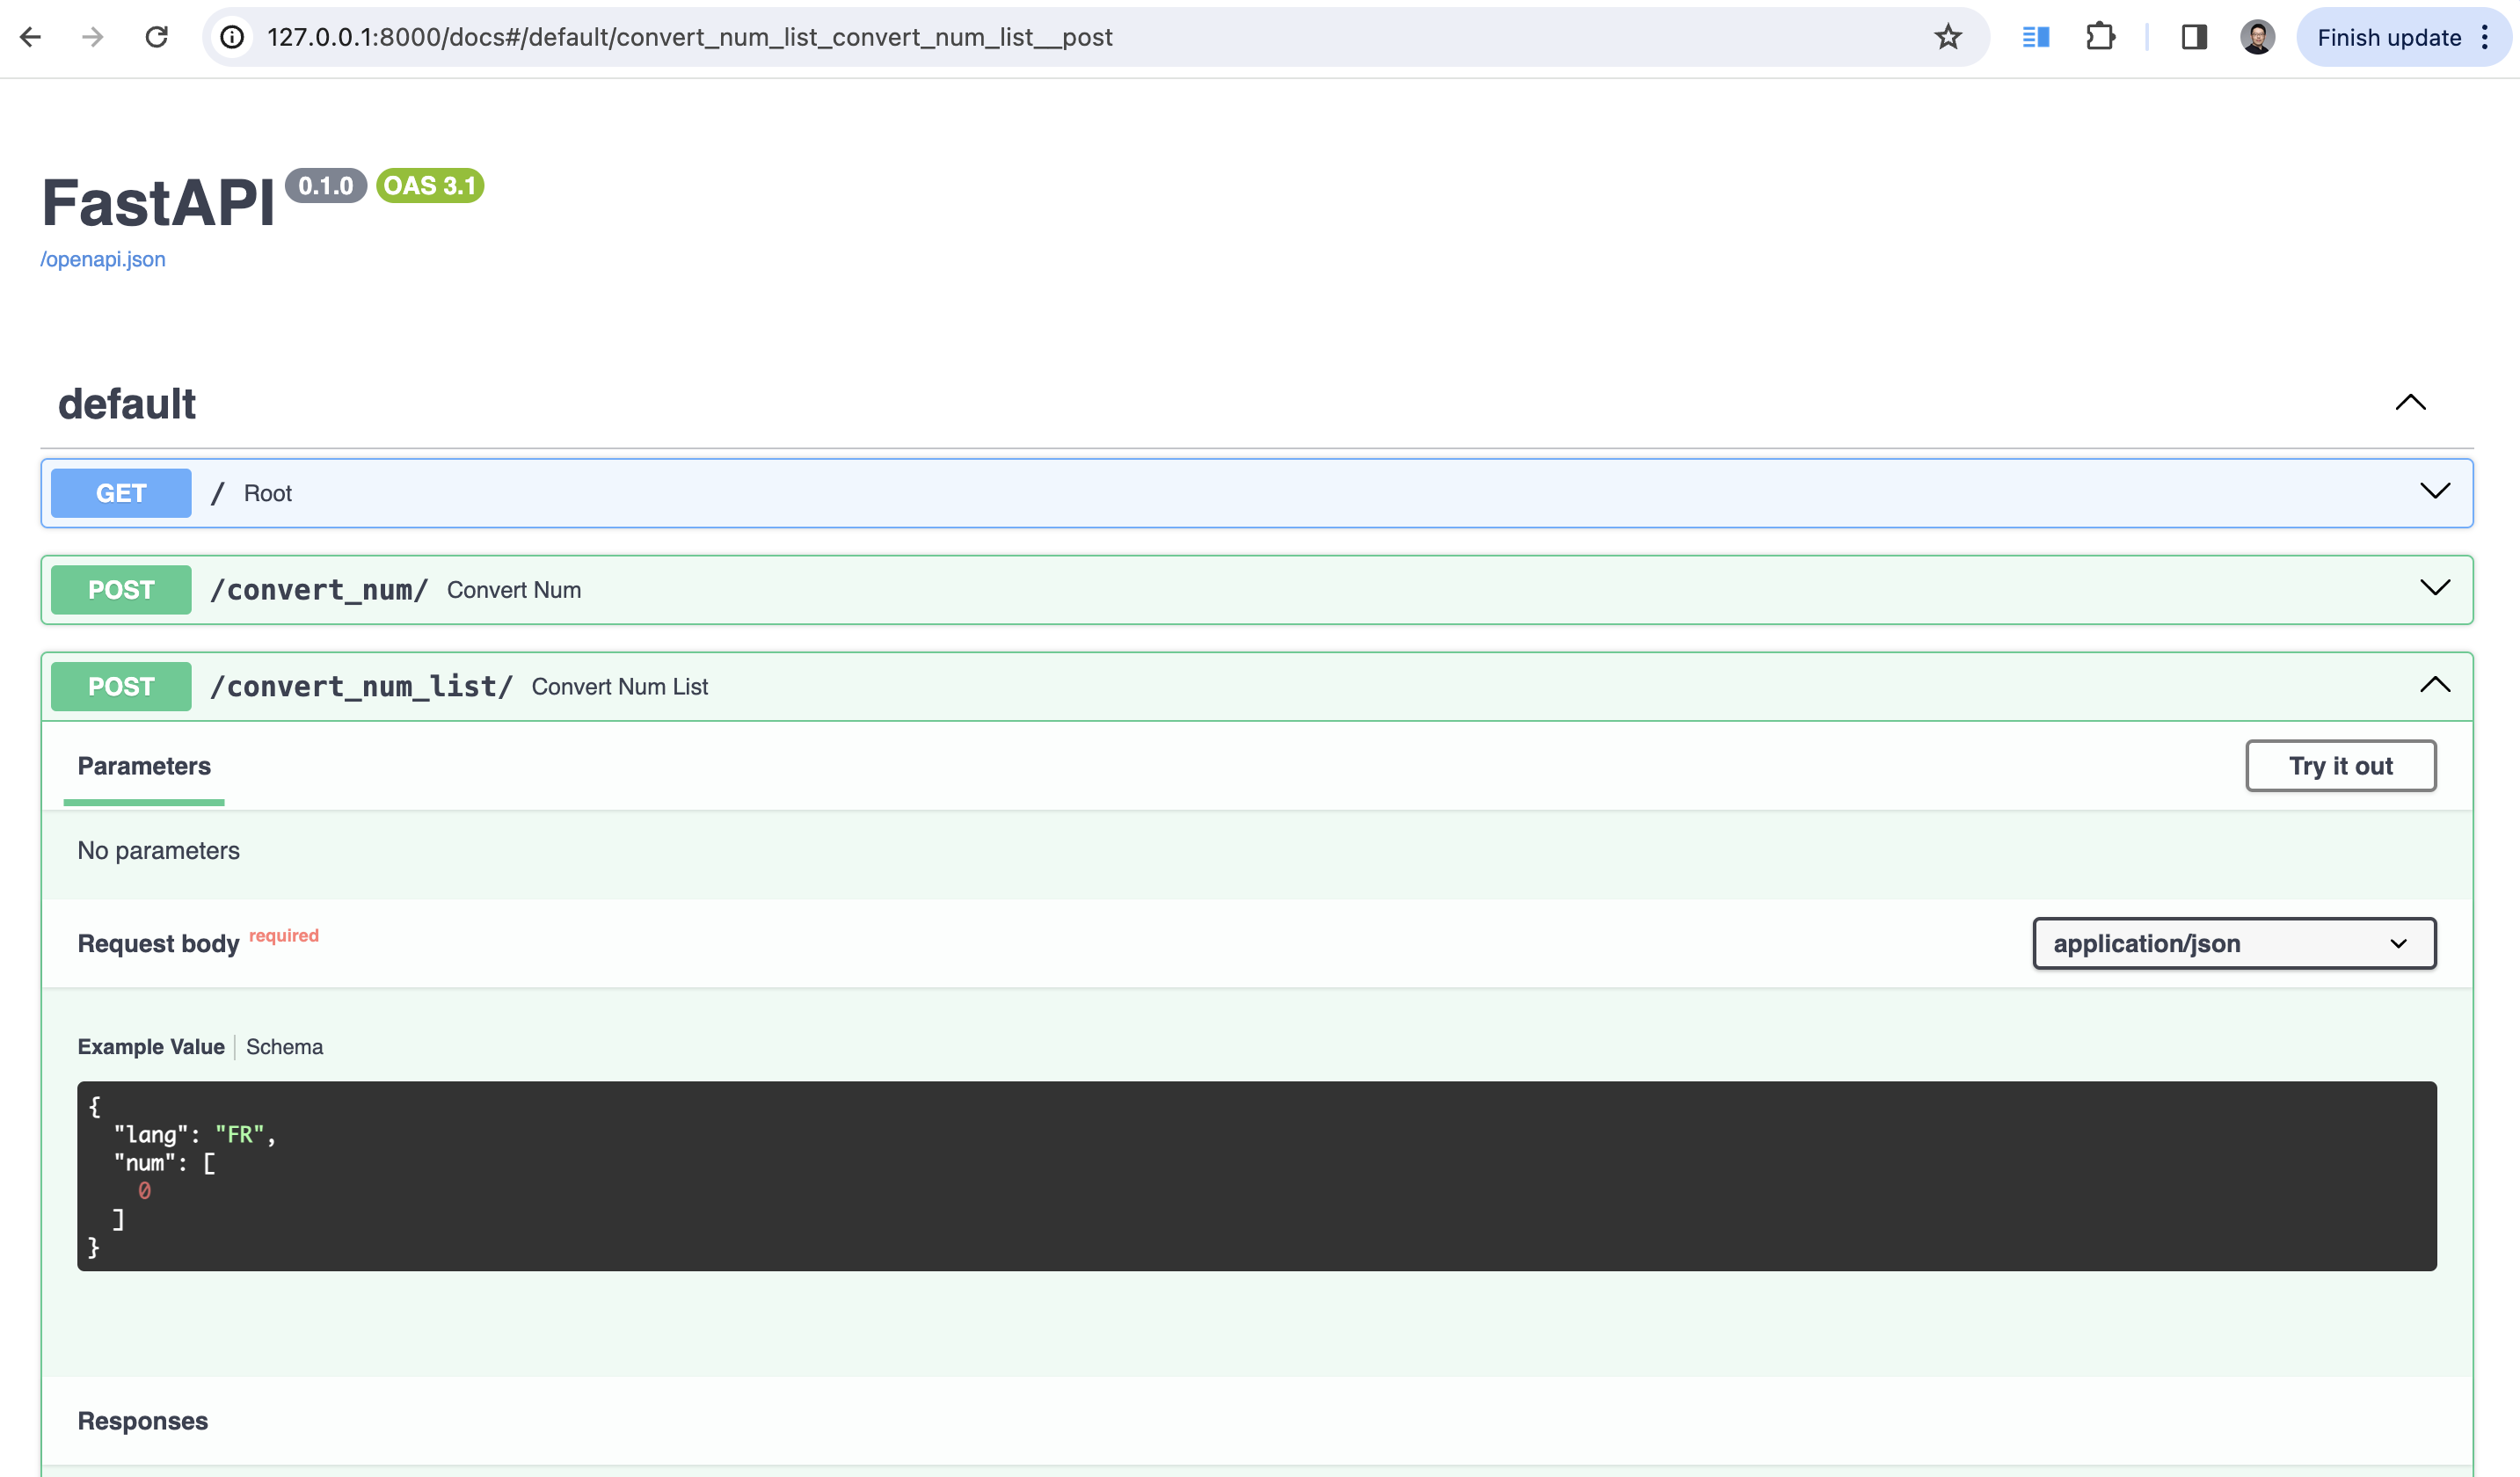 127.0.0.1:8000/docs#/default/convert_num_list_convert_num_list__post
Finish update
FastAPI 0.1.0 OAS 3.1
/openapi.json
default
GET / Root
POST /convert_num/ Convert Num
POST /convert_num_list/ Convert Num List
Parameters
Try it out
No parameters
Request body required
application/json
Example Value Schema
{
"lang": "FR",
"num": [
0
]
}
Responses